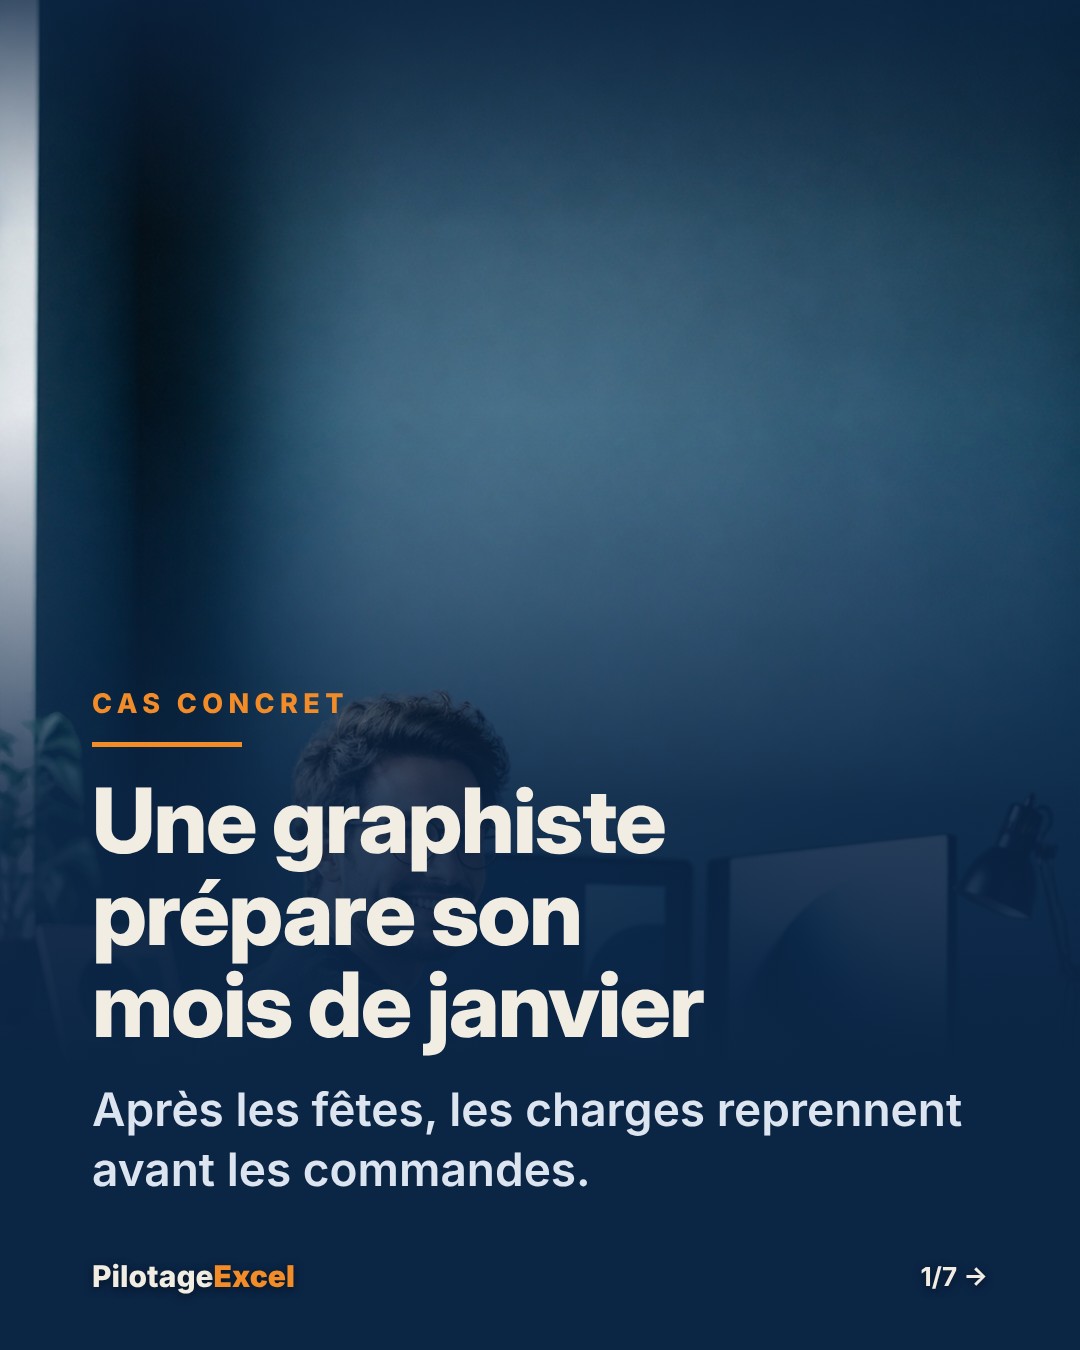 CAS CONCRET
Une graphiste
prépare son
mois de janvier
Après les fêtes, les charges reprennent
avant les commandes.
PilotageExcel
1/7 →